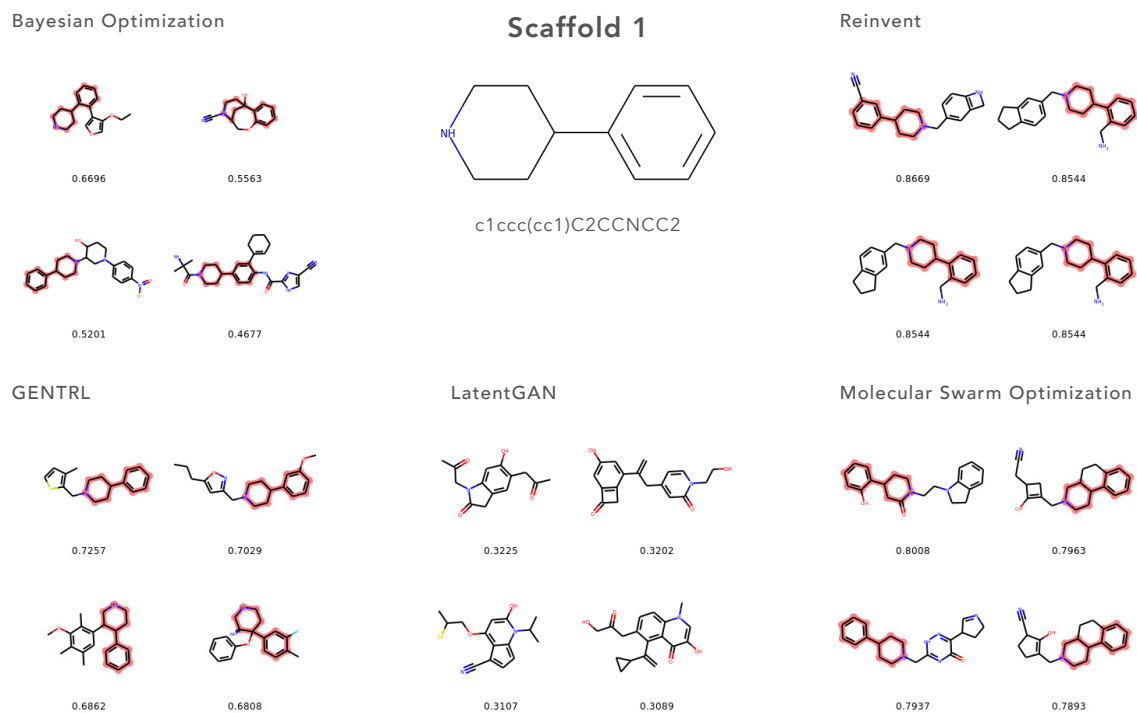 Bayesian Optimization
Scaffold 1
Reinvent
NH
c1ccc(cc1)C2CCNCC2
0.6696
0.5563
0.8669
0.8544
0.5201
0.4677
0.8544
0.8544
GENTRL
LatentGAN
Molecular Swarm Optimization
0.7257
0.7029
0.3225
0.3202
0.8008
0.7963
0.6862
0.6808
0.3107
0.3089
0.7937
0.7893